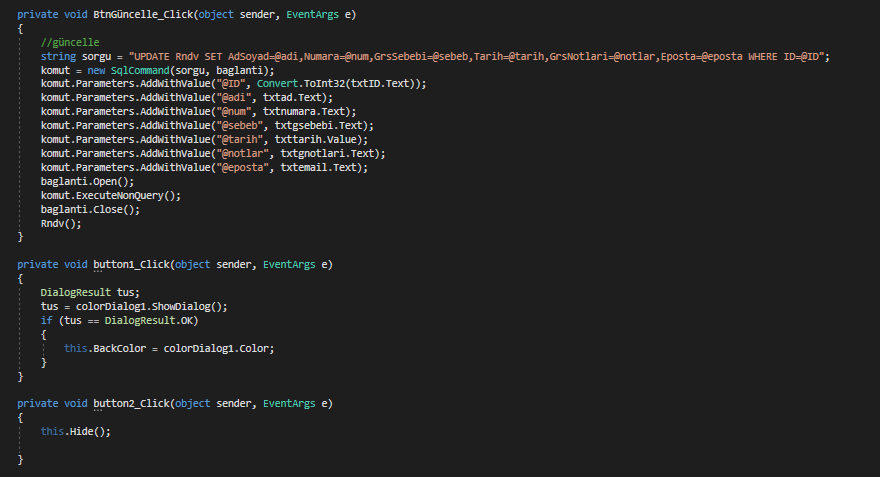 private void BtnGüncelle_Click(object sender, EventArgs e)
{
    //güncelle
    string sorgu = "UPDATE Rndv SET AdSoyad=@adi,Numara=@num,GrsSebebi=@sebeb,Tarih=@tarih,GrsNotlari=@notlar,Eposta=@eposta WHERE ID=@ID";
    komut = new SqlCommand(sorgu, baglanti);
    komut.Parameters.AddWithValue("@ID", Convert.ToInt32(txtID.Text));
    komut.Parameters.AddWithValue("@adi", txtad.Text);
    komut.Parameters.AddWithValue("@num", txtnumara.Text);
    komut.Parameters.AddWithValue("@sebeb", txtgsebebi.Text);
    komut.Parameters.AddWithValue("@tarih", txttarih.Value);
    komut.Parameters.AddWithValue("@notlar", txtgnotlari.Text);
    komut.Parameters.AddWithValue("@eposta", txtemail.Text);
    baglanti.Open();
    komut.ExecuteNonQuery();
    baglanti.Close();
    Rndv();
}
private void button1_Click(object sender, EventArgs e)
{
    DialogResult tus;
    tus = colorDialog1.ShowDialog();
    if (tus == DialogResult.OK)
    {
        this.BackColor = colorDialog1.Color;
    }
}
private void button2_Click(object sender, EventArgs e)
{
    this.Hide();
}